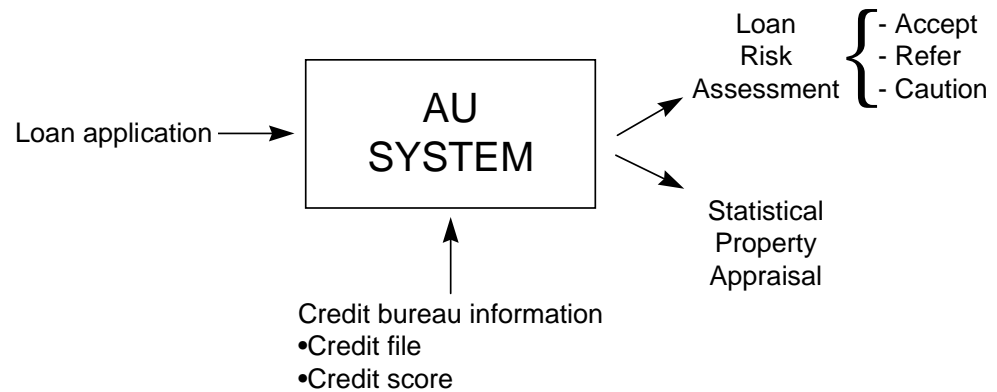 Loan application
AU
SYSTEM
Credit bureau information
•Credit file
•Credit score
Loan
Risk
Assessment
- Accept
- Refer
- Caution
Statistical
Property
Appraisal